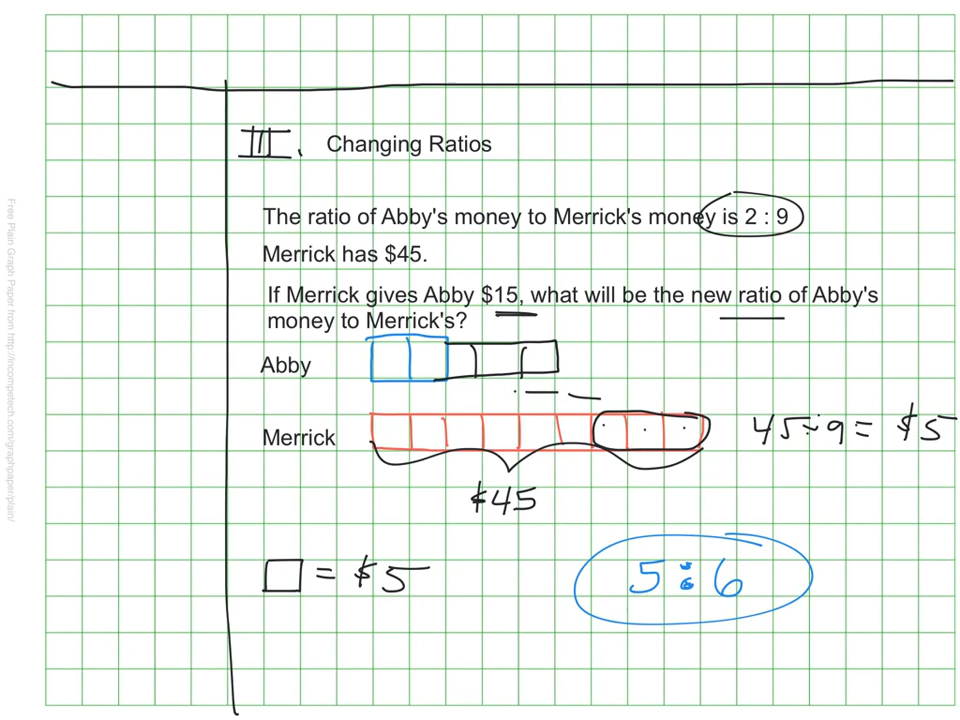 III. Changing Ratios
The ratio of Abby's money to Merrick's money is 2 : 9
Merrick has $45.
If Merrick gives Abby $15, what will be the new ratio of Abby's
money to Merrick's?
Abby
Merrick
45÷9= $5
$45
= $5
5:6
Free Plain Graph Paper from http://incompetech.com/graphpaper/plain/